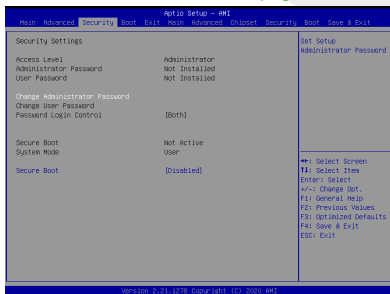 Aptio Setup - AMI
Main Advanced Security Boot Exit Main Advanced Chipset Security Boot Save & Exit
Security Settings
Access Level Administrator
Administrator Password Not Installed
User Password Not Installed
Change Administrator Password
Change User Password
Password Login Control [Both]
Secure Boot Not Active
System Mode User
Secure Boot [Disabled]
Set Setup
Administrator Password
→←: Select Screen
↑↓: Select Item
Enter: Select
+/-: Change Opt.
F1: General Help
F2: Previous Values
F3: Optimized Defaults
F4: Save & Exit
ESC: Exit
Version 2.21.1278 Copyright (C) 2020 AMI